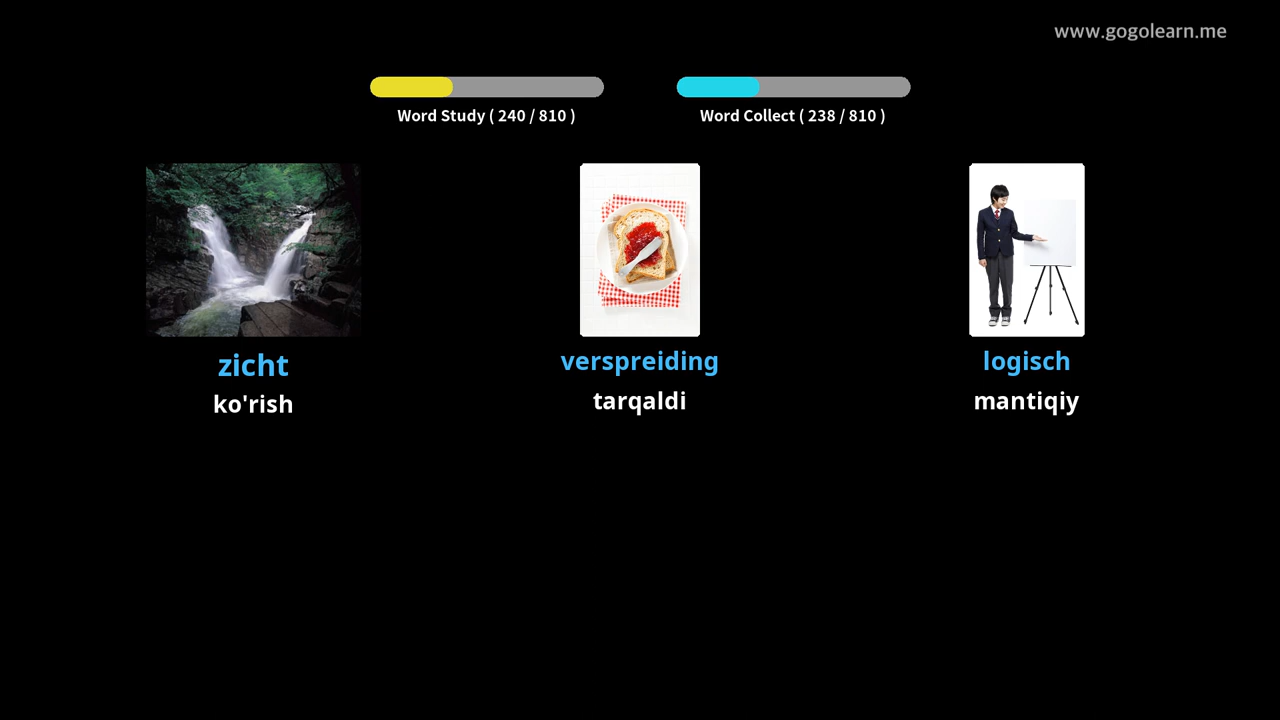 www.gogolearn.me
Word Study ( 240 / 810 )
Word Collect ( 238 / 810 )
zicht
ko'rish
verspreiding
tarqaldi
logisch
mantiqiy